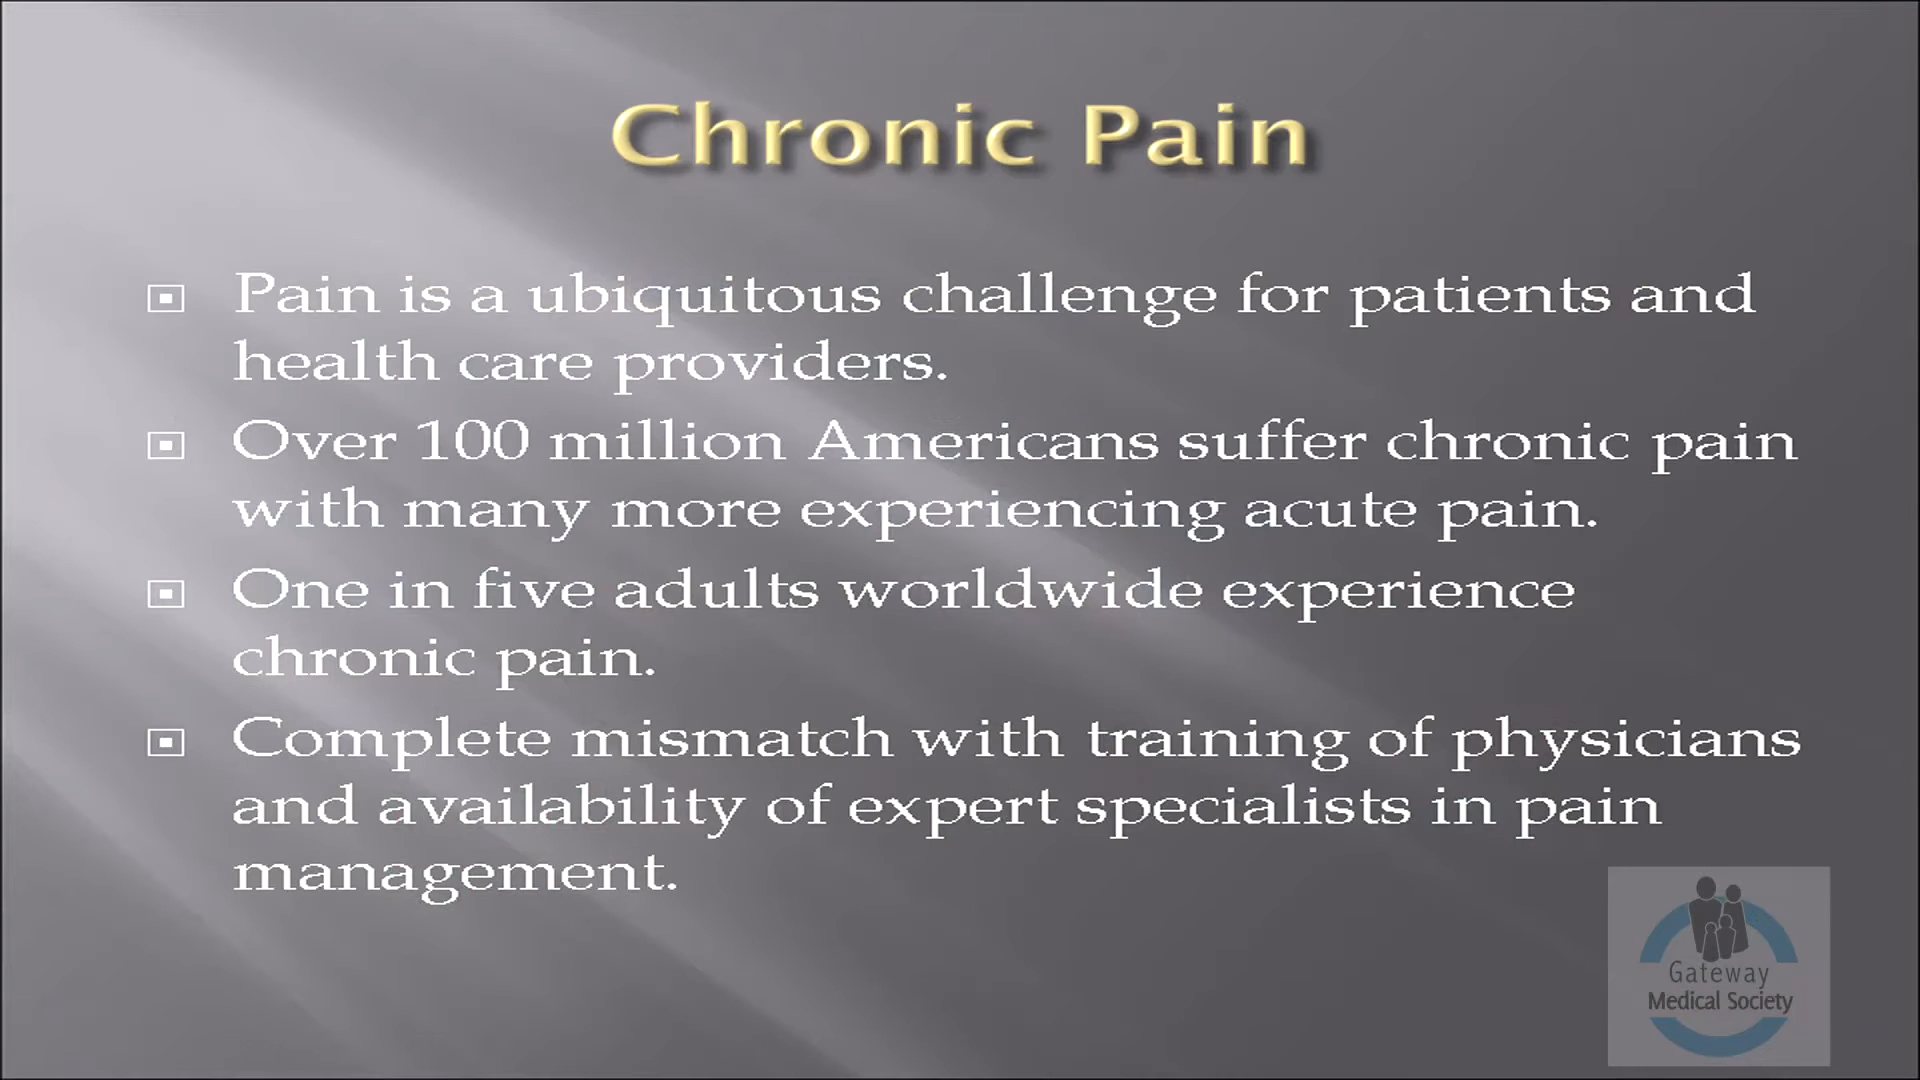 Chronic Pain
Pain is a ubiquitous challenge for patients and
health care providers.
Over 100 million Americans suffer chronic pain
with many more experiencing acute pain.
One in five adults worldwide experience
chronic pain.
Complete mismatch with training of physicians
and availability of expert specialists in pain
management.
Gateway
Medical Society